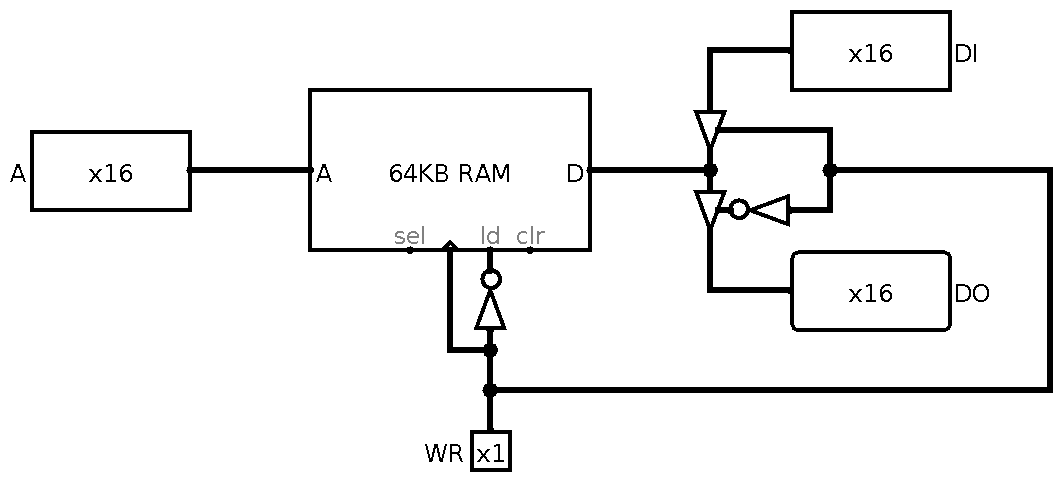 x16 DI
A x16 A 64KB RAM D
sel ld clr
x16 DO
WR x1